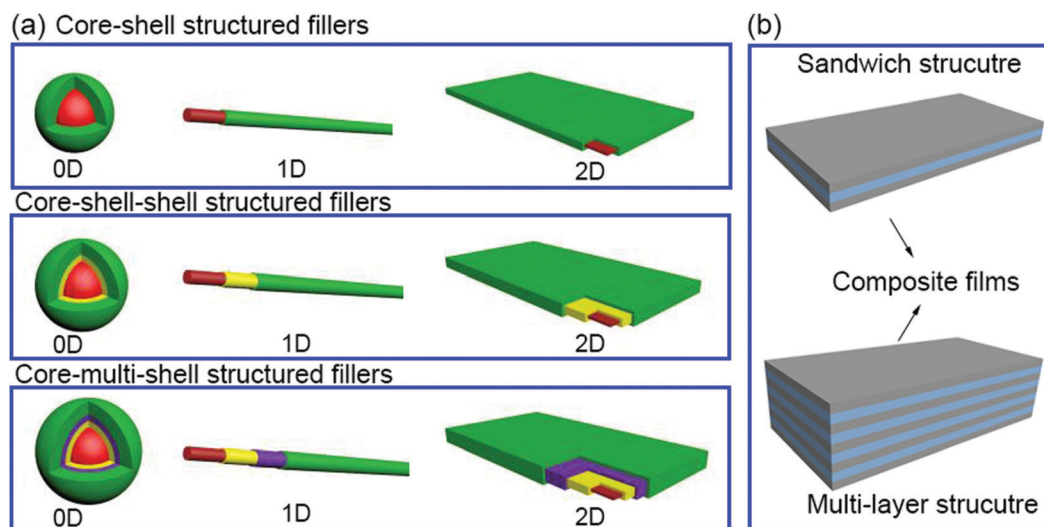 (a) Core-shell structured fillers
0D
1D
2D
Core-shell-shell structured fillers
0D
1D
2D
Core-multi-shell structured fillers
0D
1D
2D
(b)
Sandwich strucutre
Composite films
Multi-layer strucutre